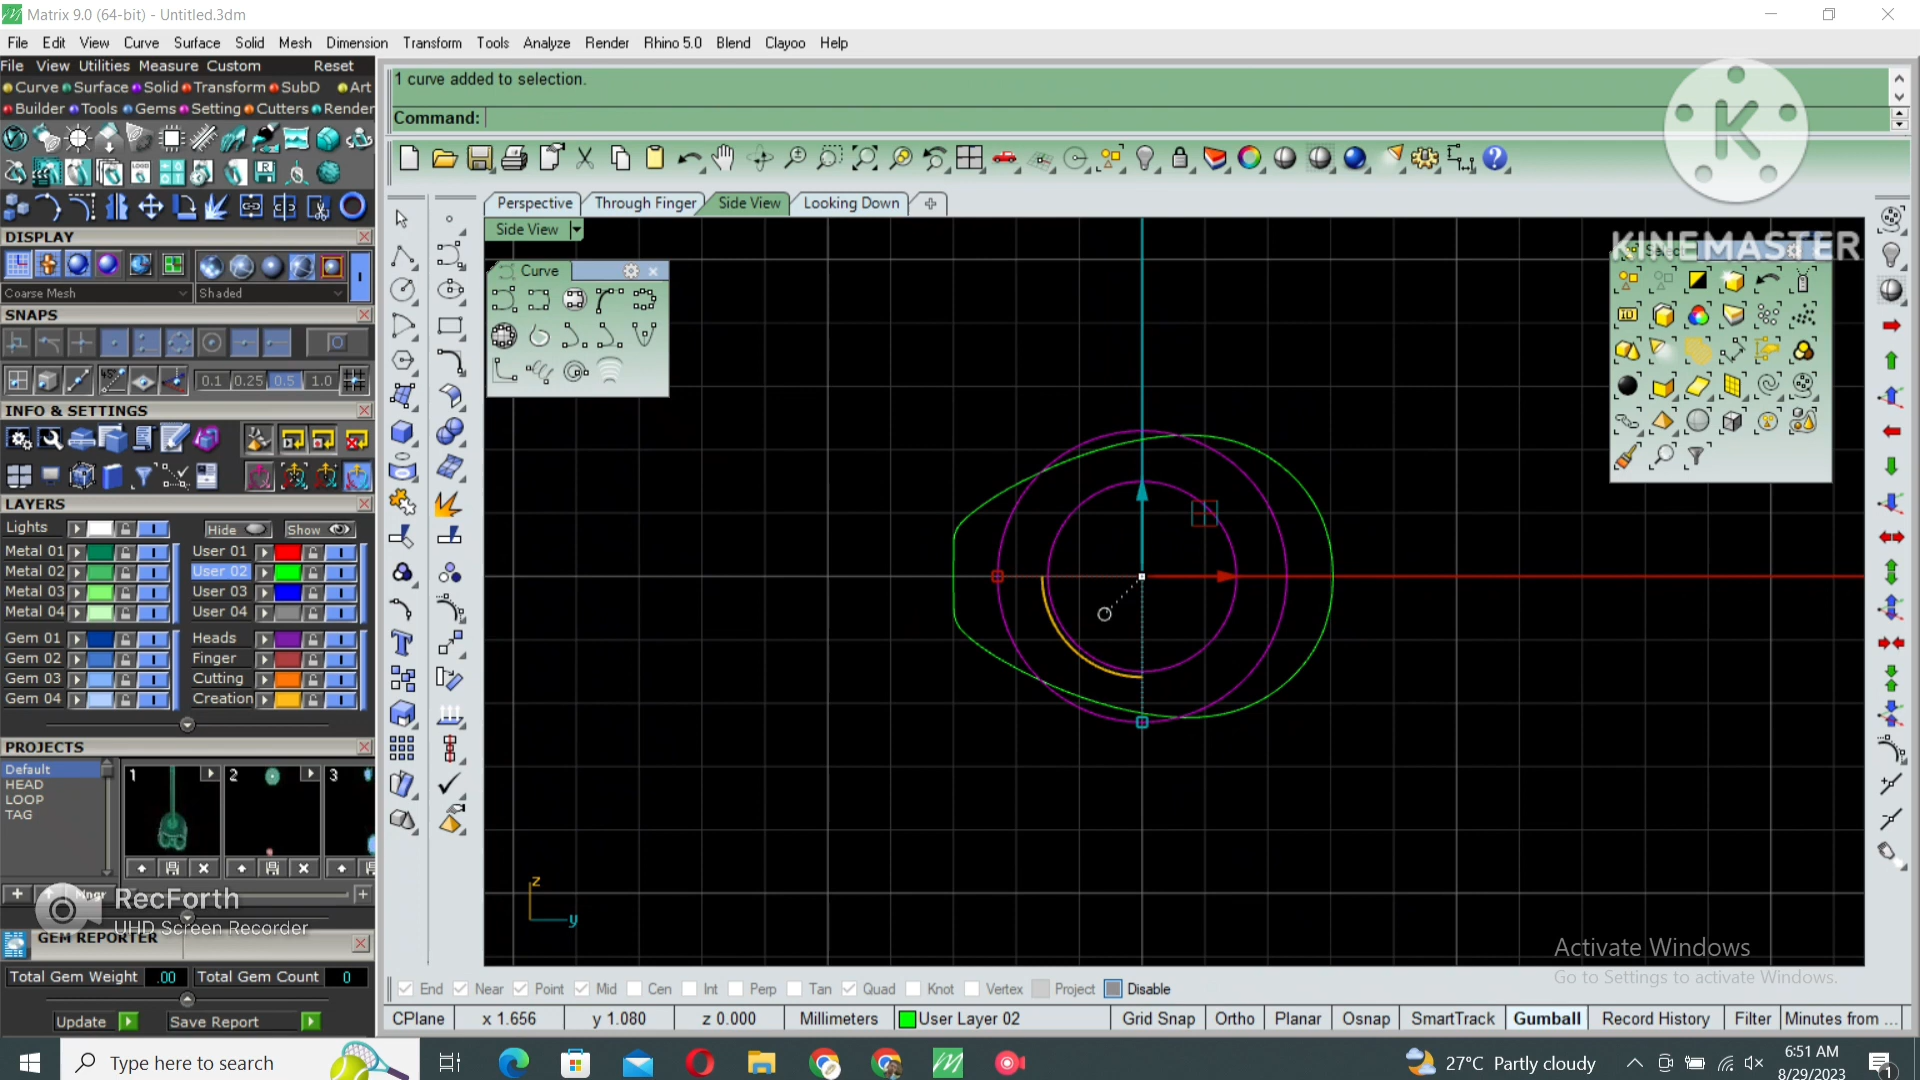 Matrix 9.0 (64-bit) - Untitled.3dm
File Edit View Curve Surface Solid Mesh Dimension Transform Tools Analyze Render Rhino 5.0 Blend Clayoo Help
File View Utilities Measure Custom Reset
Curve Surface Solid Transform SubD Art
Builder Tools Gems Setting Cutters Render
1 curve added to selection.
Command:
K
KINEMASTER
Perspective Through Finger Side View Looking Down
Side View
Curve
DISPLAY
Coarse Mesh Shaded
SNAPS
0.1 0.25 0.5 1.0
INFO & SETTINGS
LAYERS
Lights Hide Show
Metal 01 User 01
Metal 02 User 02
Metal 03 User 03
Metal 04 User 04
Gem 01 Heads
Gem 02 Finger
Gem 03 Cutting
Gem 04 Creation
PROJECTS
Default
HEAD
LOOP
TAG
1 2 3
Mngr
RecForth
UHD Screen Recorder
GEM REPORTER
Total Gem Weight .00 Total Gem Count 0
Update Save Report
z
y
Activate Windows
Go to Settings to activate Windows.
End Near Point Mid Cen Int Perp Tan Quad Knot Vertex Project Disable
CPlane x 1.656 y 1.080 z 0.000 Millimeters User Layer 02 Grid Snap Ortho Planar Osnap SmartTrack Gumball Record History Filter Minutes from ...
Type here to search
27°C Partly cloudy
6:51 AM
8/29/2023
1